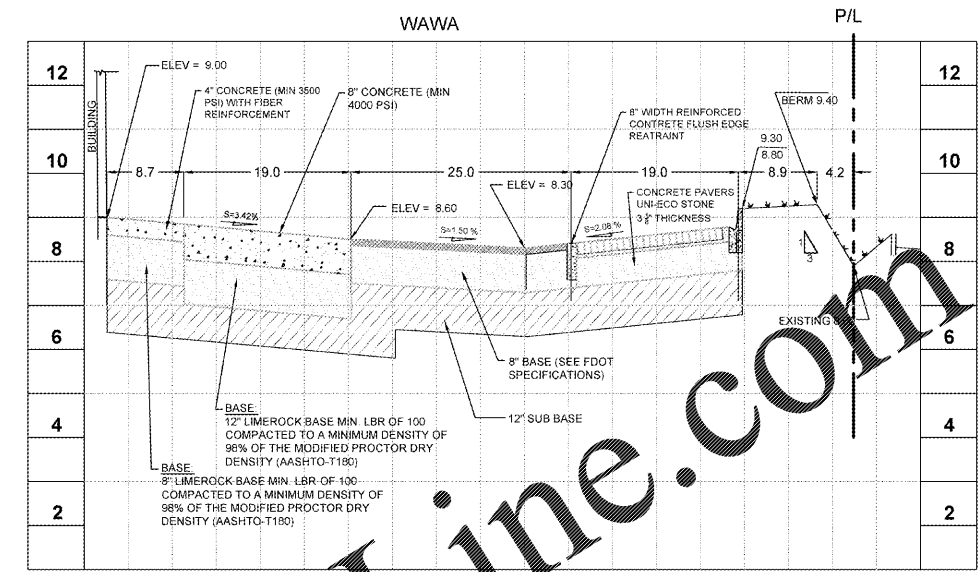 WAWA
P/L
12
12
ELEV = 9.00
4" CONCRETE (MIN 3500
PSI) WITH FIBER
REINFORCEMENT
8" CONCRETE (MIN
4000 PSI)
8" WIDTH REINFORCED
CONTRETE FLUSH EDGE
REATRAINT
BERM 9.40
BUILDING
9.30
8.80
10
10
8.7
19.0
25.0
19.0
8.9
4.2
ELEV = 8.30
CONCRETE PAVERS
UNI-ECO STONE
THICKNESS
ELEV = 8.60
S=3.42%
S=1.50 %
S=2.08 %
8
8
1
3
EXISTING
6
6
8" BASE (SEE FDOT
SPECIFICATIONS)
12" SUB BASE
4
4
BASE:
12" LIMEROCK BASE MIN. LBR OF 100
COMPACTED TO A MINIMUM DENSITY OF
98% OF THE MODIFIED PROCTOR DRY
DENSITY (AASHTO-T180)
BASE:
8" LIMEROCK BASE MIN. LBR OF 100
COMPACTED TO A MINIMUM DENSITY OF
98% OF THE MODIFIED PROCTOR DRY
DENSITY (AASHTO-T180)
2
2
Line.com